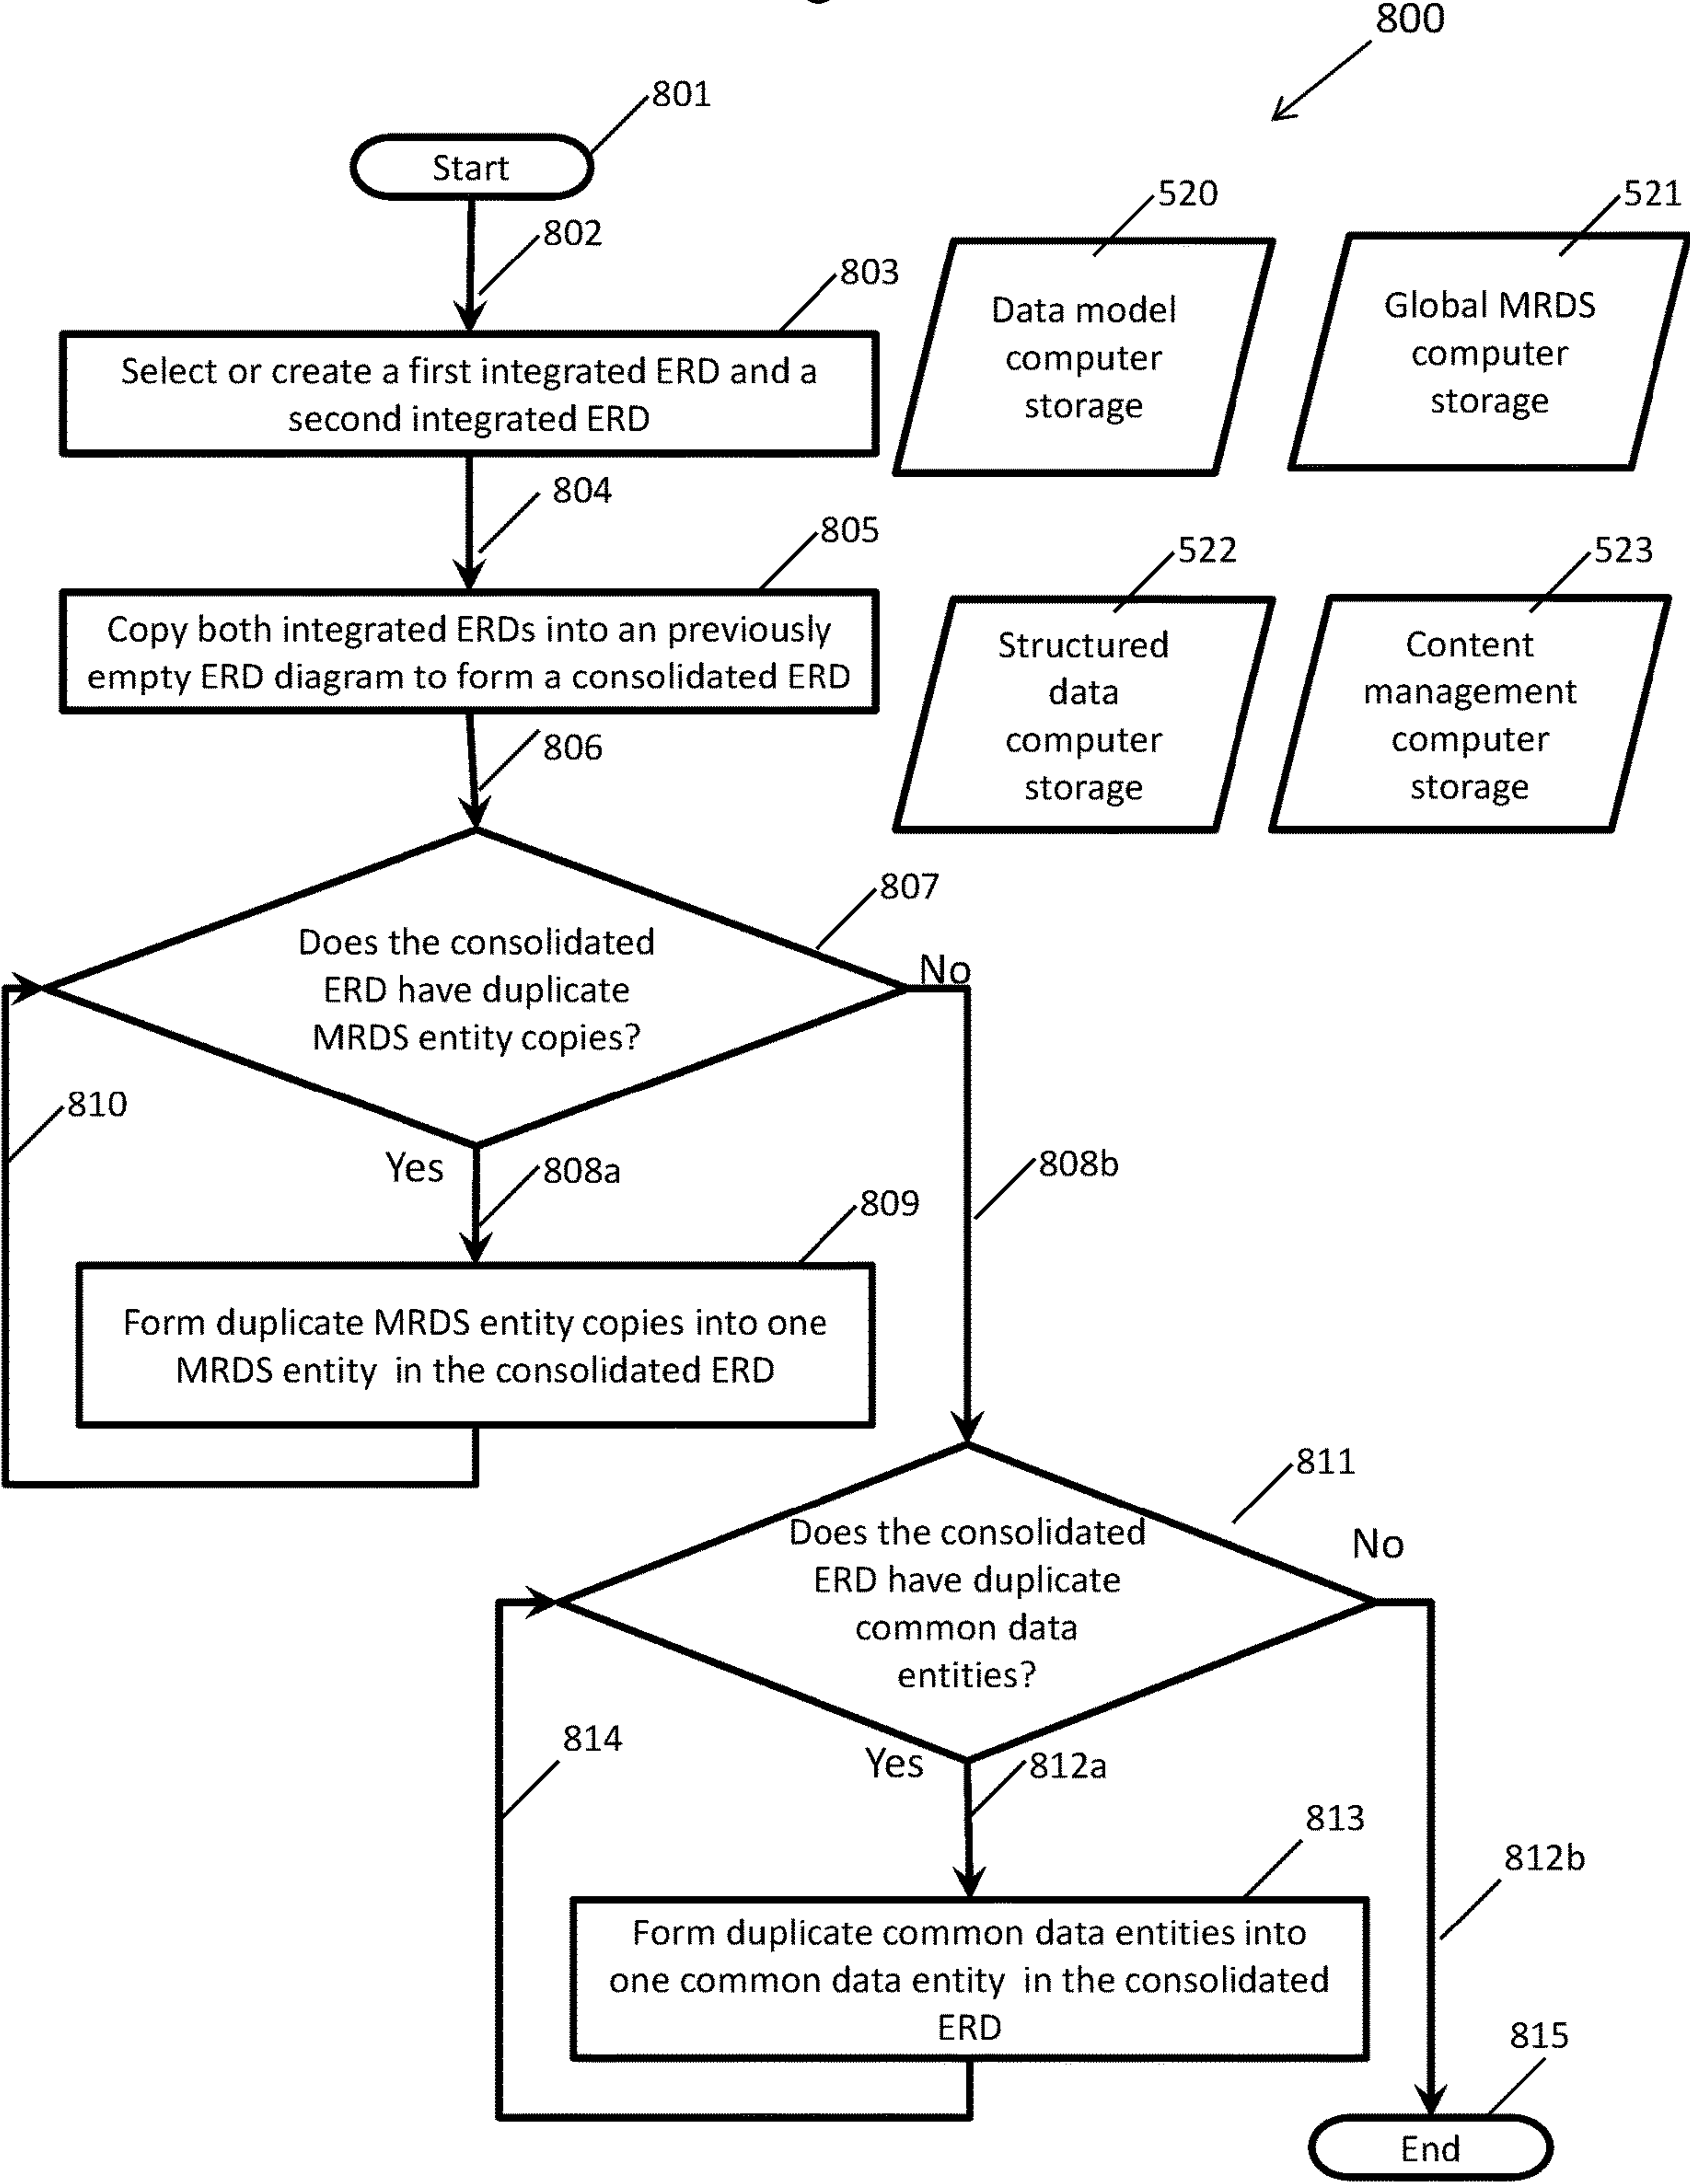 800
801
Start
802
803
Select or create a first integrated ERD and a
second integrated ERD
520
Data model
computer
storage
521
Global MRDS
computer
storage
804
805
Copy both integrated ERDs into an previously
empty ERD diagram to form a consolidated ERD
522
Structured
data
computer
storage
523
Content
management
computer
storage
806
807
Does the consolidated
ERD have duplicate
MRDS entity copies?
No
810
Yes
808a
808b
809
Form duplicate MRDS entity copies into one
MRDS entity in the consolidated ERD
811
Does the consolidated
ERD have duplicate
common data
entities?
No
814
Yes
812a
813
812b
Form duplicate common data entities into
one common data entity in the consolidated
ERD
815
End